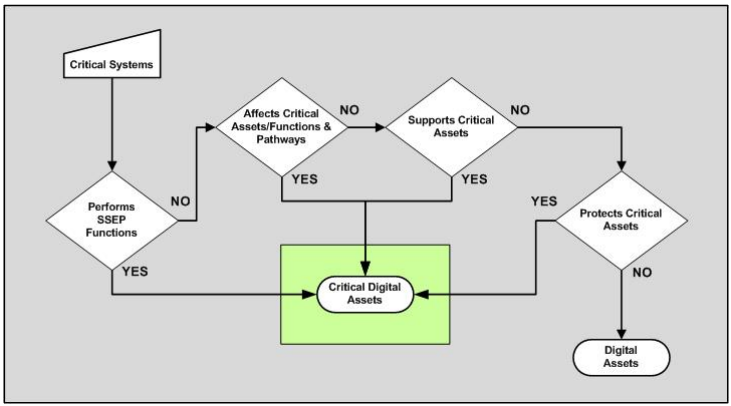 Critical Systems
Affects Critical
Assets/Functions &
Pathways
NO
Supports Critical
Assets
NO
YES
YES
Performs
SSEP
Functions
NO
YES
YES
Protects Critical
Assets
NO
Critical Digital
Assets
Digital
Assets